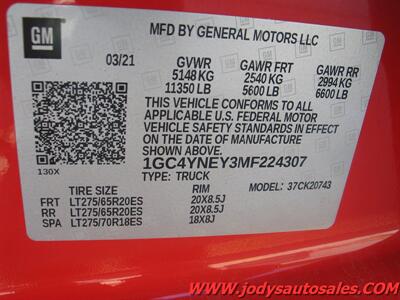 GM
MFD BY GENERAL MOTORS LLC
03/21
GVWR GAWR FRT GAWR RR
5148 KG 2540 KG 2994 KG
11350 LB 5600 LB 6600 LB
THIS VEHICLE CONFORMS TO ALL
APPLICABLE U.S. FEDERAL MOTOR
VEHICLE SAFETY STANDARDS IN
EFFECT ON THE DATE OF
MANUFACTURE SHOWN ABOVE.
1GC4YNEY3MF224307
TYPE: TRUCK
130X
MODEL: 37CK20743
TIRE SIZE RIM
FRT LT275/65R20ES 20X8.5J
RR LT275/65R20ES 20X8.5J
SPA LT275/70R18ES 18X8J
www.jodysautosales.com